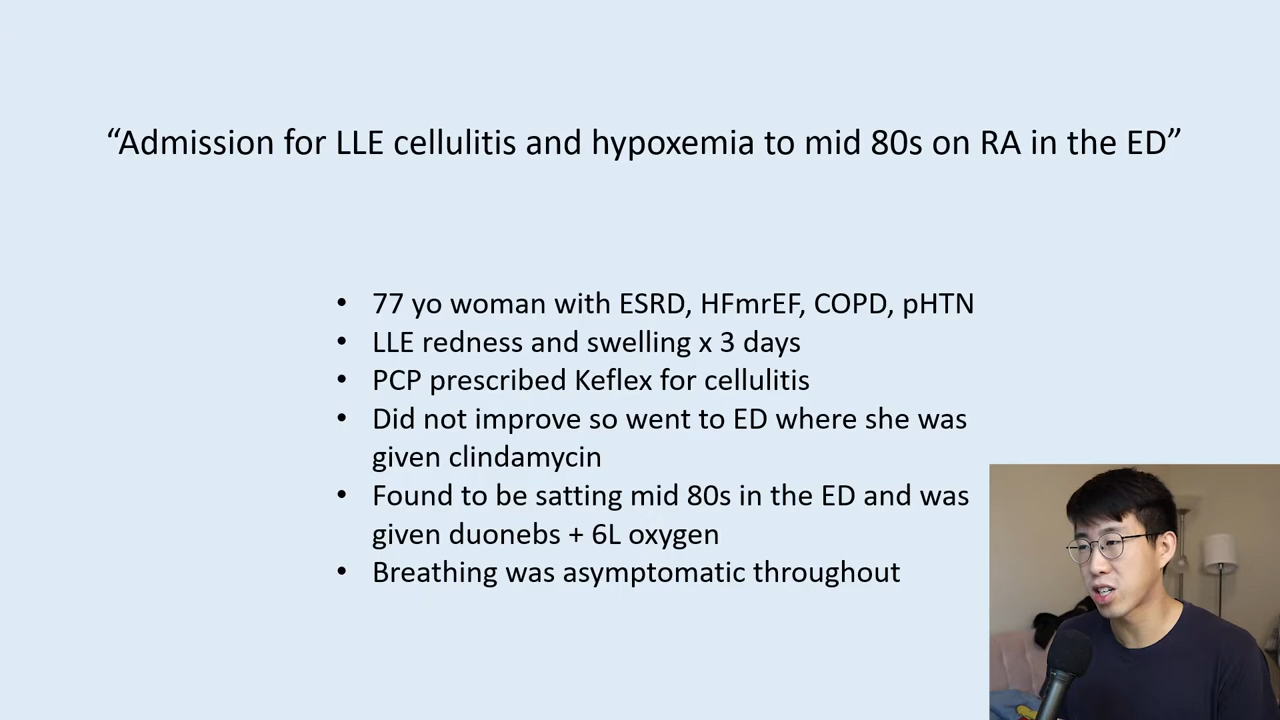 “Admission for LLE cellulitis and hypoxemia to mid 80s on RA in the ED”
• 77 yo woman with ESRD, HFmrEF, COPD, pHTN
• LLE redness and swelling x 3 days
• PCP prescribed Keflex for cellulitis
• Did not improve so went to ED where she was
given clindamycin
• Found to be satting mid 80s in the ED and was
given duonebs + 6L oxygen
• Breathing was asymptomatic throughout